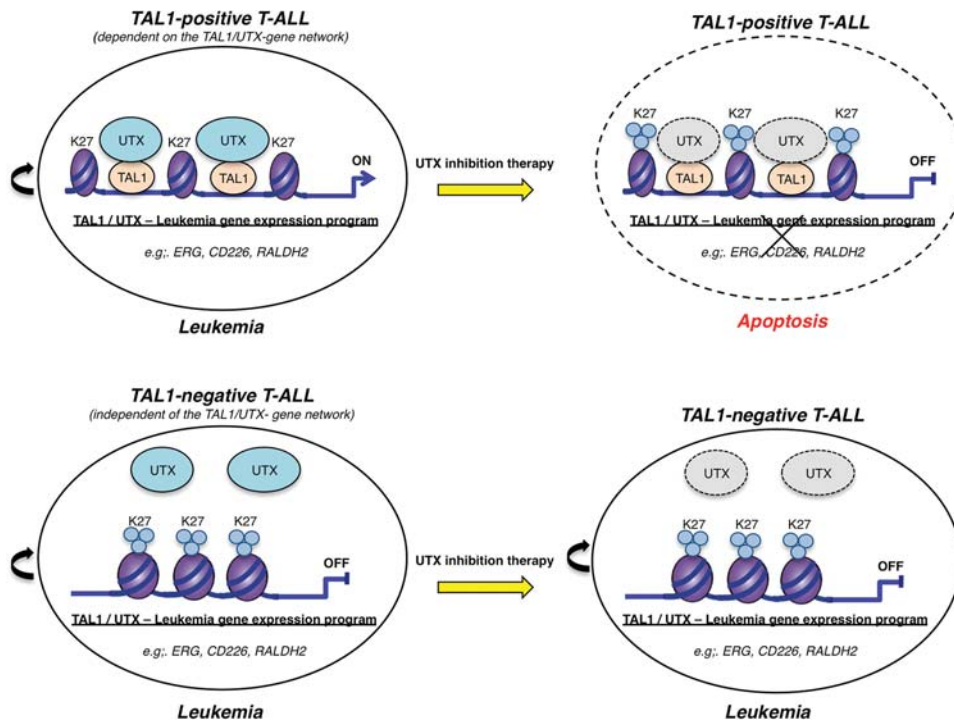 TAL1-positive T-ALL
(dependent on the TAL1/UTX-gene network)
K27
UTX
K27
UTX
K27
TAL1
TAL1
ON
TAL1 / UTX – Leukemia gene expression program
e.g;. ERG, CD226, RALDH2
Leukemia
UTX inhibition therapy
TAL1-positive T-ALL
K27
UTX
K27
UTX
K27
TAL1
TAL1
OFF
TAL1 / UTX – Leukemia gene expression program
e.g;. ERG, CD226, RALDH2
Apoptosis
TAL1-negative T-ALL
(independent of the TAL1/UTX- gene network)
UTX
UTX
K27
K27
K27
OFF
TAL1 / UTX – Leukemia gene expression program
e.g;. ERG, CD226, RALDH2
Leukemia
UTX inhibition therapy
TAL1-negative T-ALL
UTX
UTX
K27
K27
K27
OFF
TAL1 / UTX – Leukemia gene expression program
e.g;. ERG, CD226, RALDH2
Leukemia